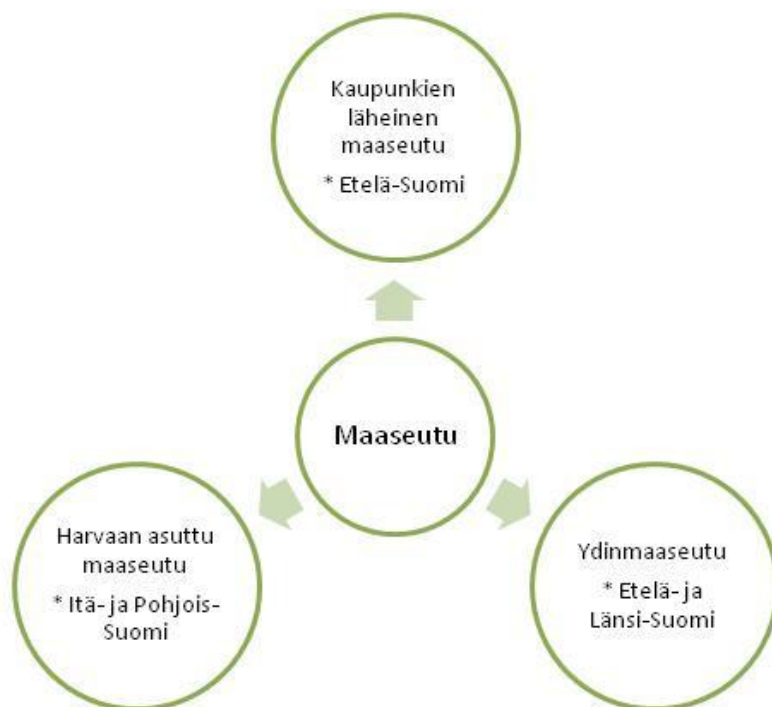 Kaupunkien
läheinen
maaseutu
* Etelä-Suomi
Maaseutu
Harvaan asuttu
maaseutu
* Itä- ja Pohjois-
Suomi
Ydinmaaseutu
* Etelä- ja
Länsi-Suomi